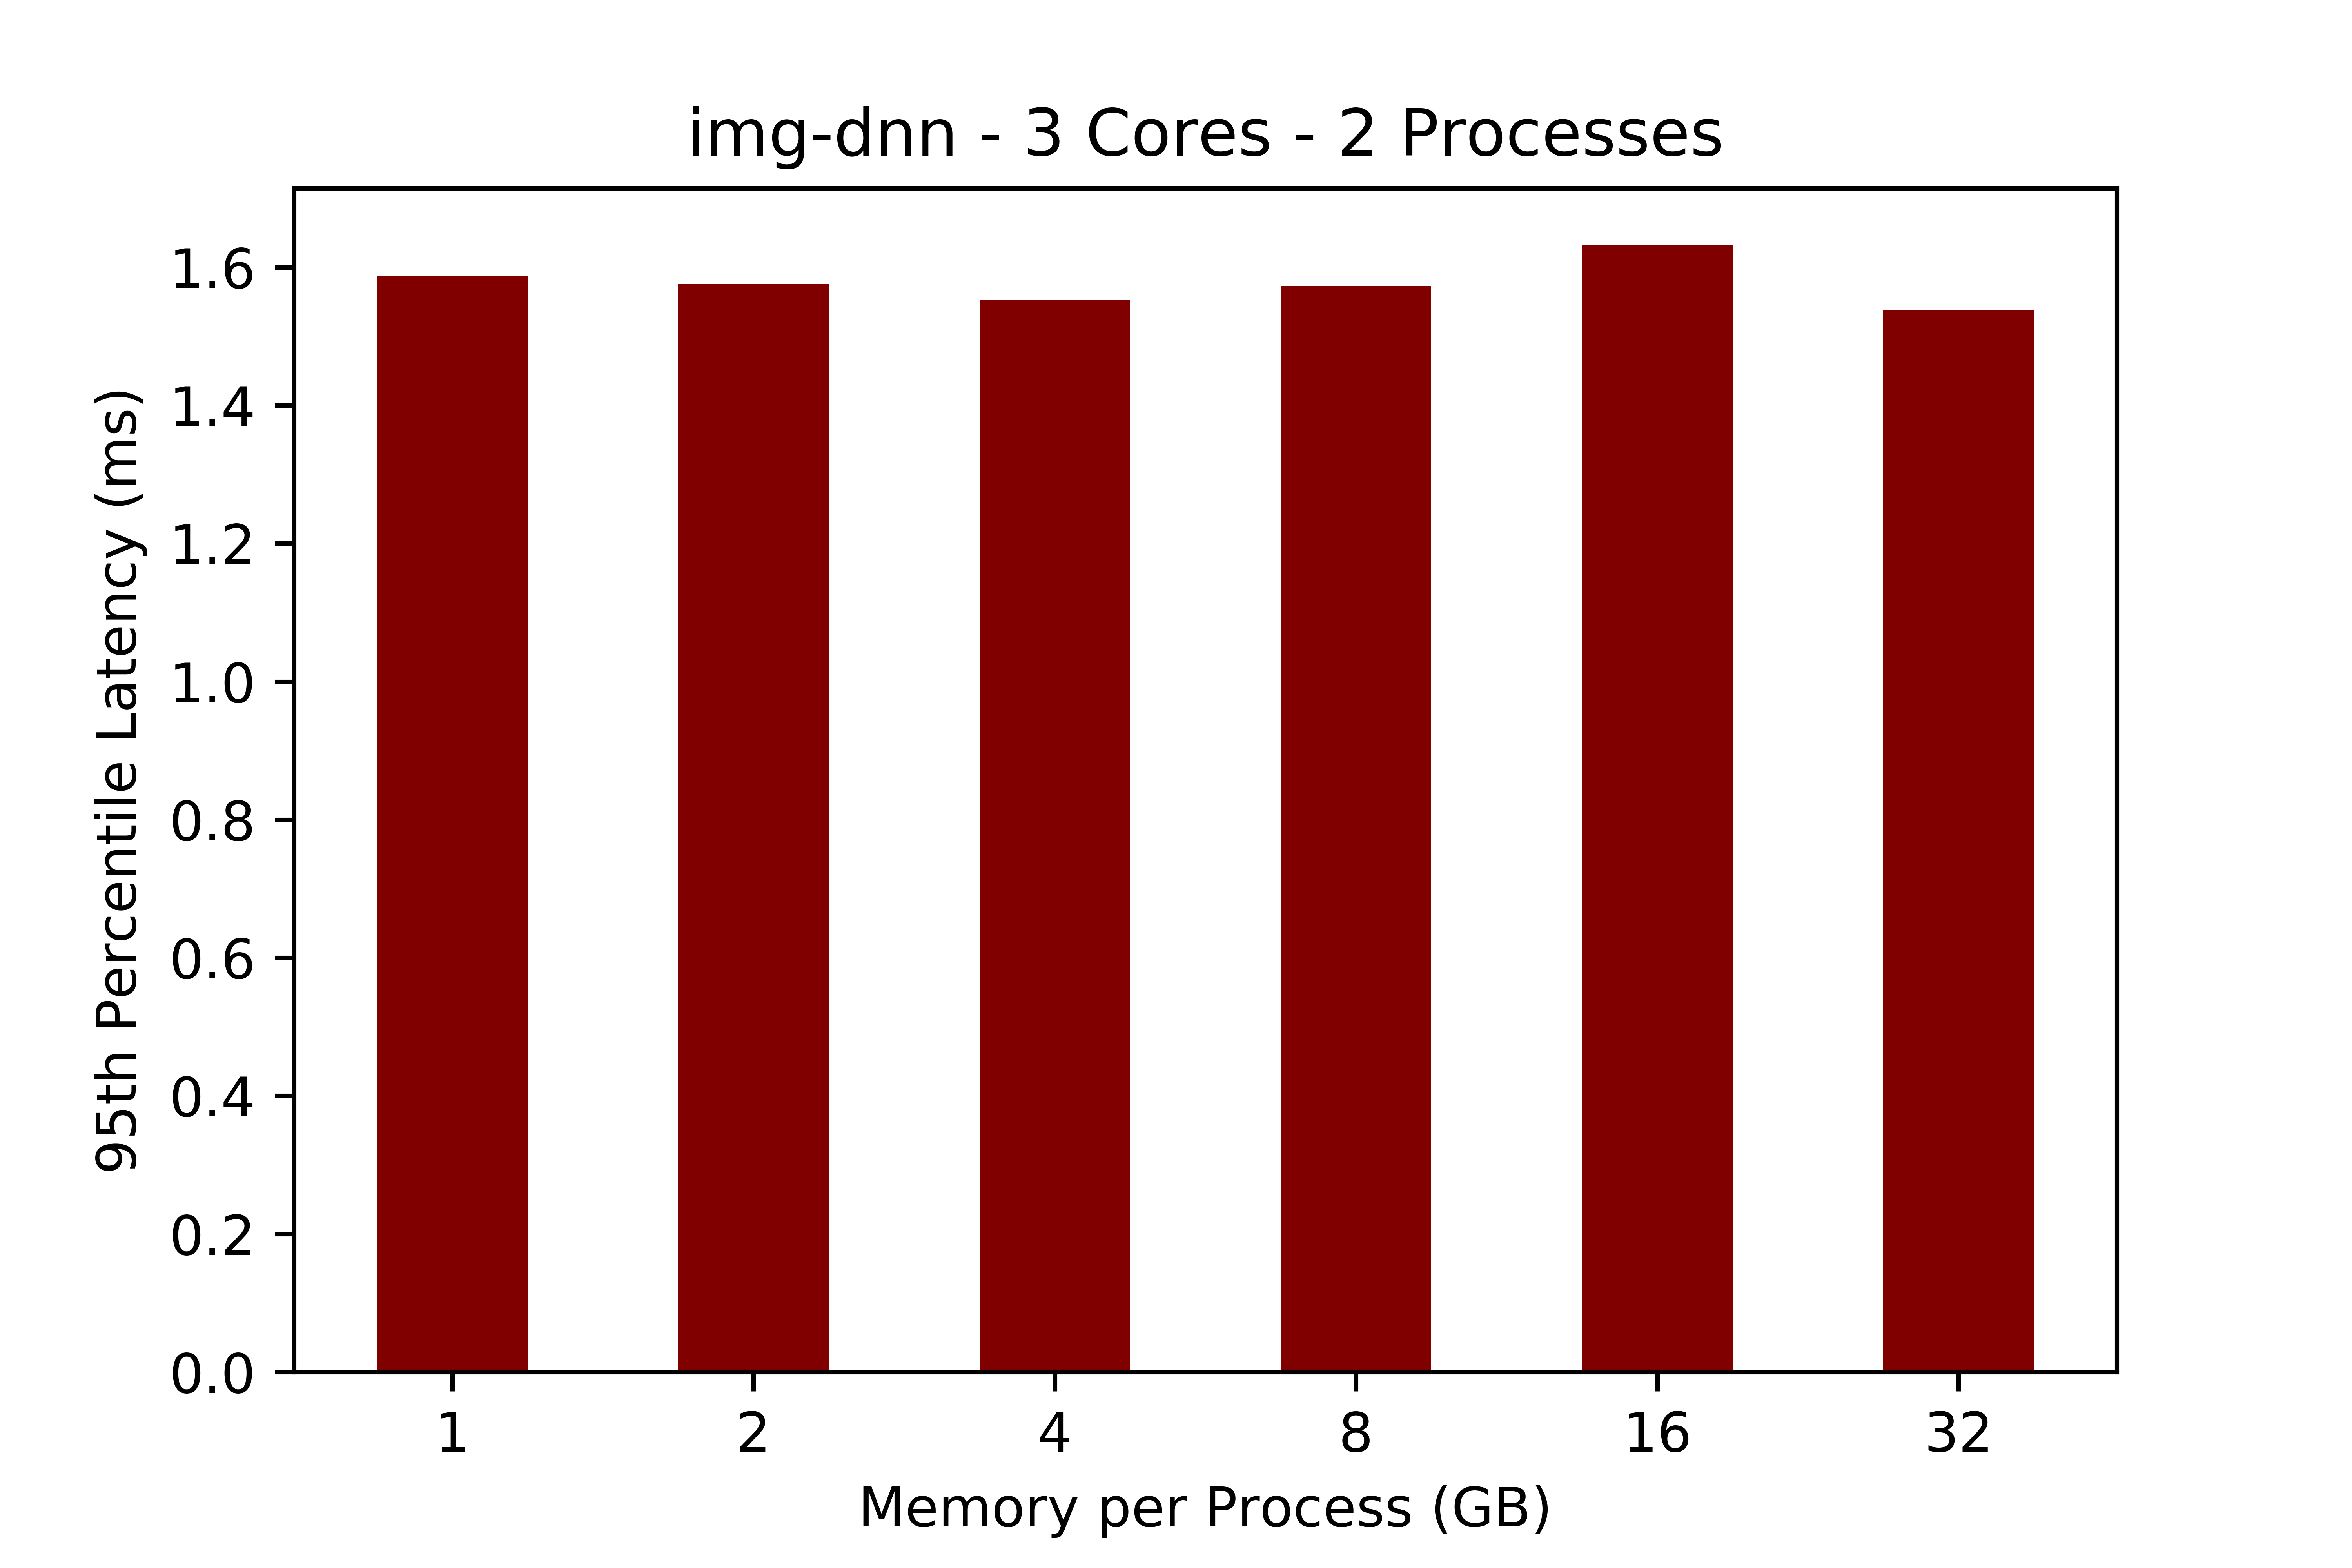 img-dnn - 3 Cores - 2 Processes
95th Percentile Latency (ms)
1.6
1.4
1.2
1.0
0.8
0.6
0.4
0.2
0.0
1 2 4 8 16 32
Memory per Process (GB)